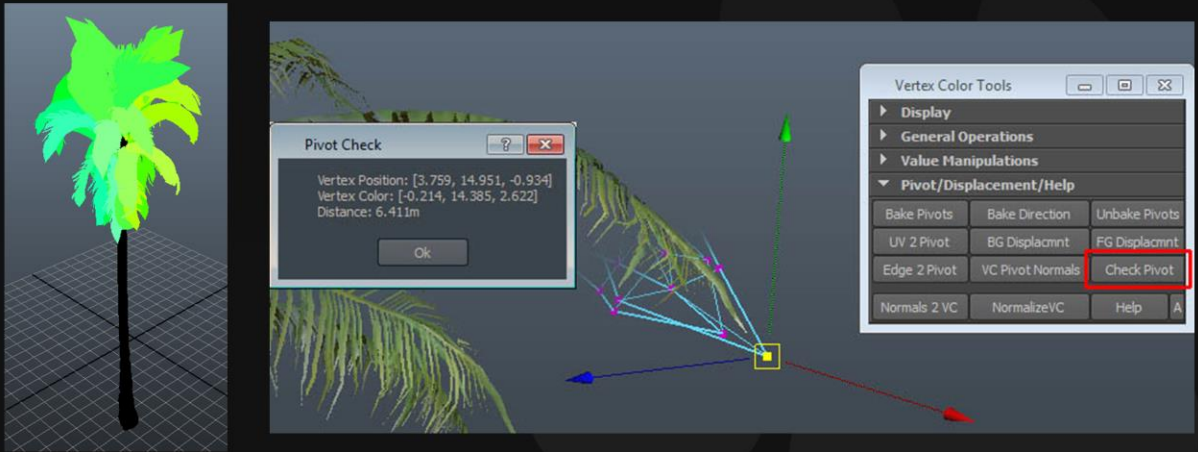 Pivot Check
Vertex Position: [3.759, 14.951, -0.934]
Vertex Color: [-0.214, 14.385, 2.622]
Distance: 6.411m
Ok
Vertex Color Tools
Display
General Operations
Value Manipulations
Pivot/Displacement/Help
Bake Pivots Bake Direction Unbake Pivots
UV 2 Pivot BG Displacmnt FG Displacmnt
Edge 2 Pivot VC Pivot Normals Check Pivot
Normals 2 VC NormalizeVC Help A